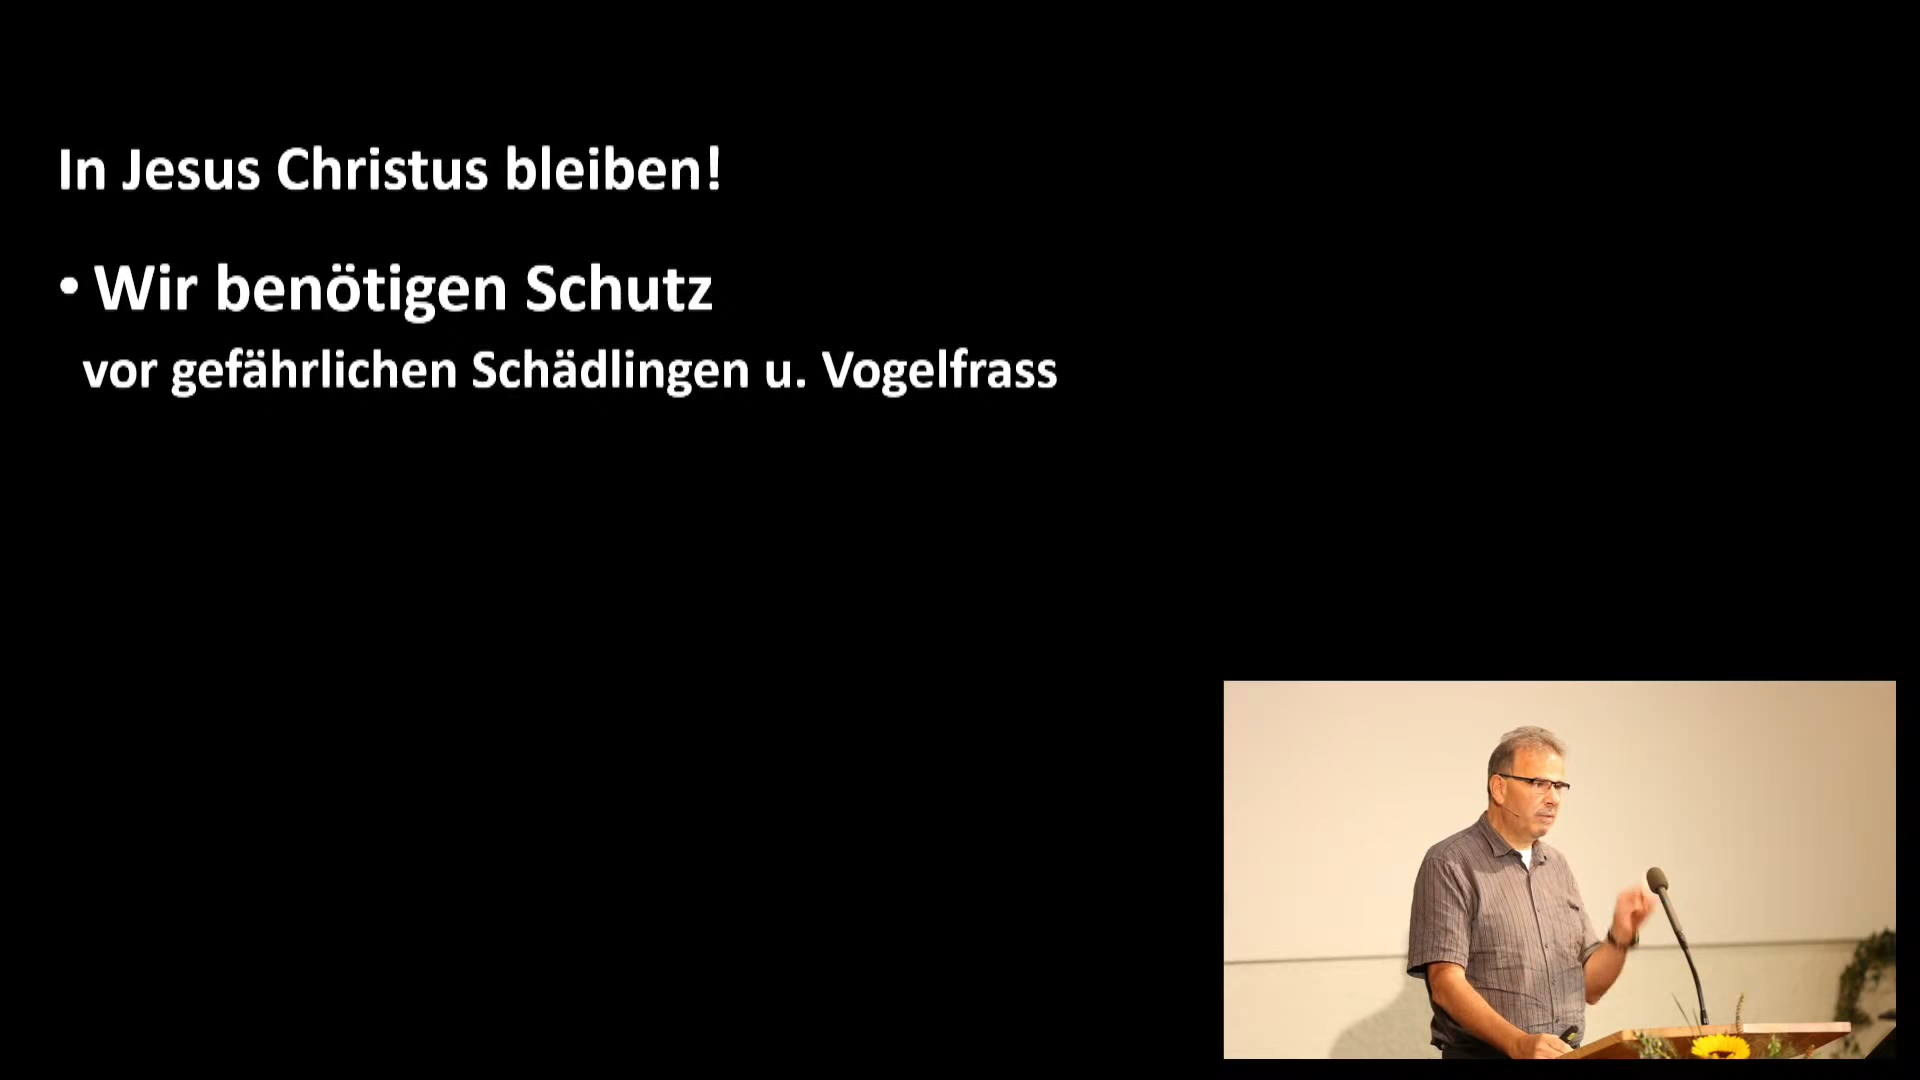 In Jesus Christus bleiben!
• Wir benötigen Schutz
vor gefährlichen Schädlingen u. Vogelfrass